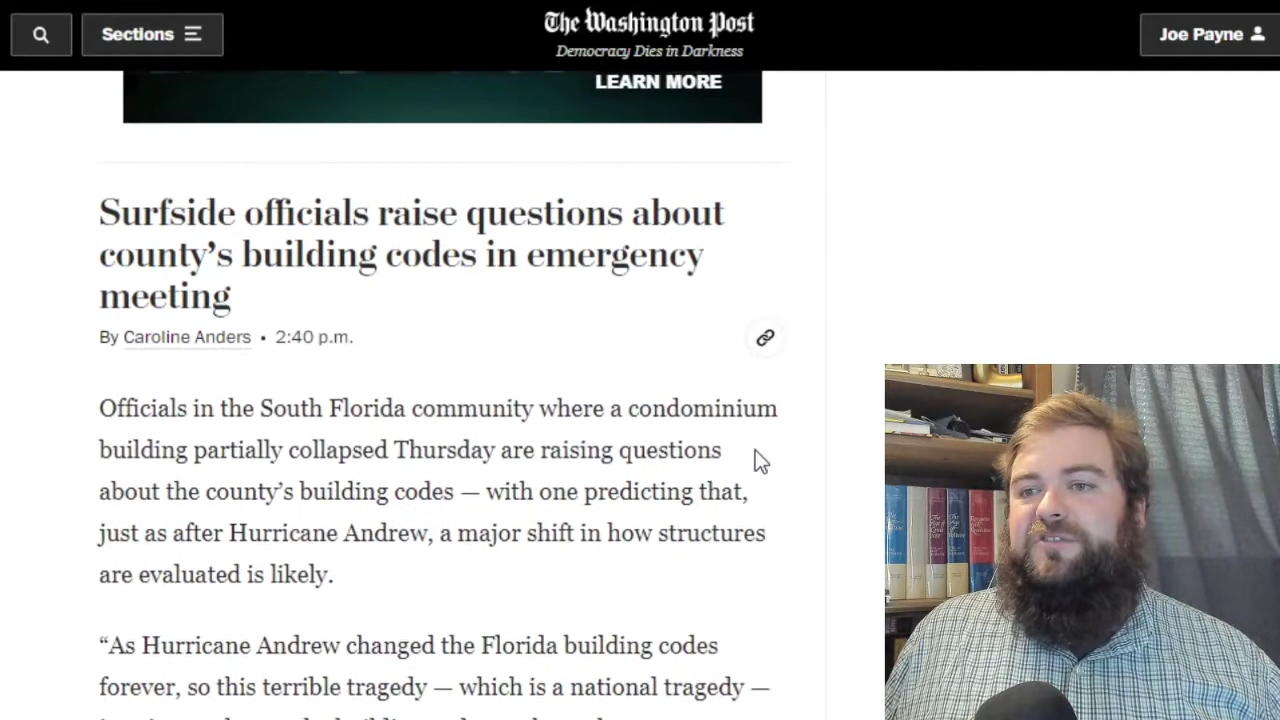 Sections
The Washington Post
Democracy Dies in Darkness
Joe Payne
LEARN MORE
Surfside officials raise questions about
county’s building codes in emergency
meeting
By Caroline Anders • 2:40 p.m.
Officials in the South Florida community where a condominium
building partially collapsed Thursday are raising questions
about the county’s building codes — with one predicting that,
just as after Hurricane Andrew, a major shift in how structures
are evaluated is likely.
“As Hurricane Andrew changed the Florida building codes
forever, so this terrible tragedy — which is a national tragedy —